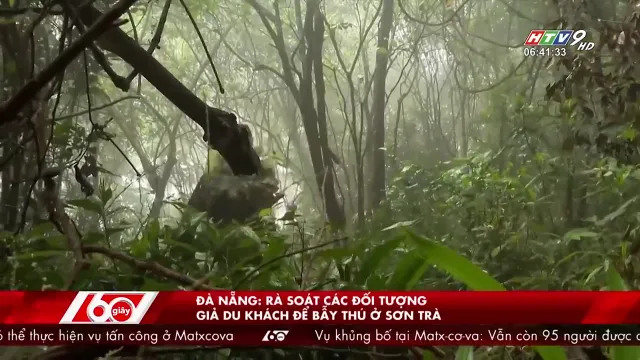 HTV9 HD
06:41:33
60 giây
ĐÀ NẴNG: RÀ SOÁT CÁC ĐỐI TƯỢNG
GIẢ DU KHÁCH ĐỂ BẪY THÚ Ở SƠN TRÀ
ó thể thực hiện vụ tấn công ở Matxcova 60 Vụ khủng bố tại Matx-cơ-va: Vẫn còn 95 người được c